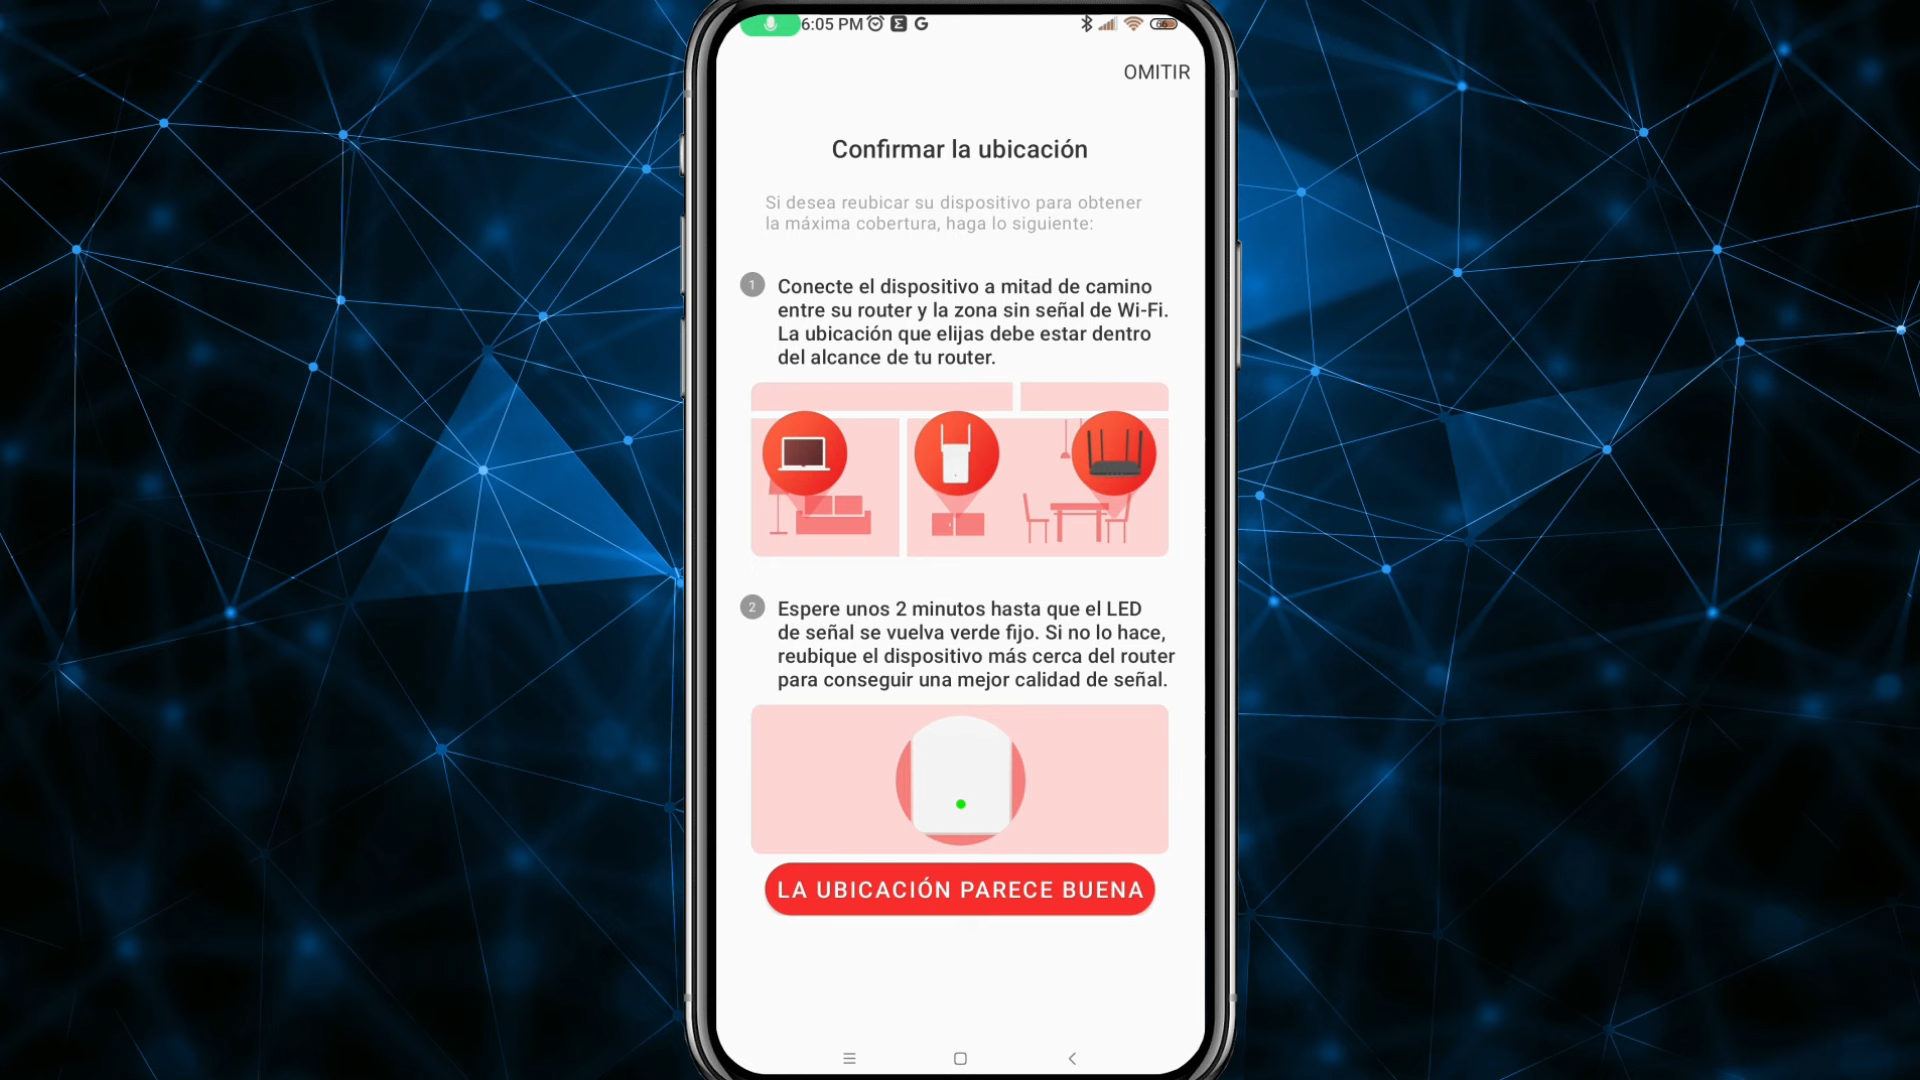 6:05 PM
OMITIR
Confirmar la ubicación
Si desea reubicar su dispositivo para obtener
la máxima cobertura, haga lo siguiente:
1 Conecte el dispositivo a mitad de camino
entre su router y la zona sin señal de Wi-Fi.
La ubicación que elijas debe estar dentro
del alcance de tu router.
2 Espere unos 2 minutos hasta que el LED
de señal se vuelva verde fijo. Si no lo hace,
reubique el dispositivo más cerca del router
para conseguir una mejor calidad de señal.
LA UBICACIÓN PARECE BUENA